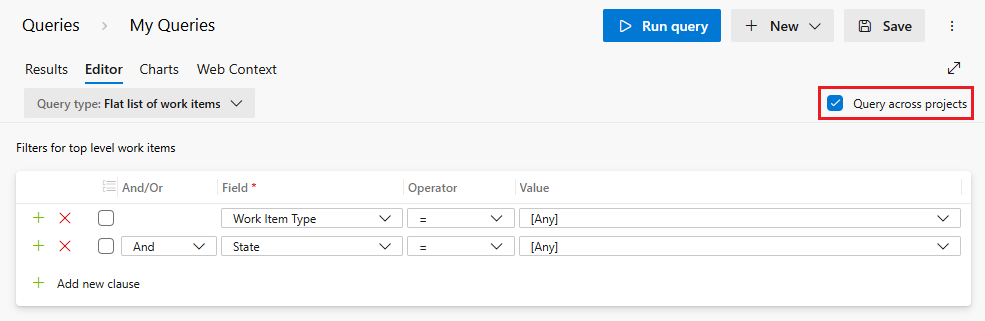 Queries > My Queries Run query + New Save
Results Editor Charts Web Context
Query type: Flat list of work items Query across projects
Filters for top level work items
And/Or Field * Operator Value
Work Item Type = [Any]
And State = [Any]
+ Add new clause